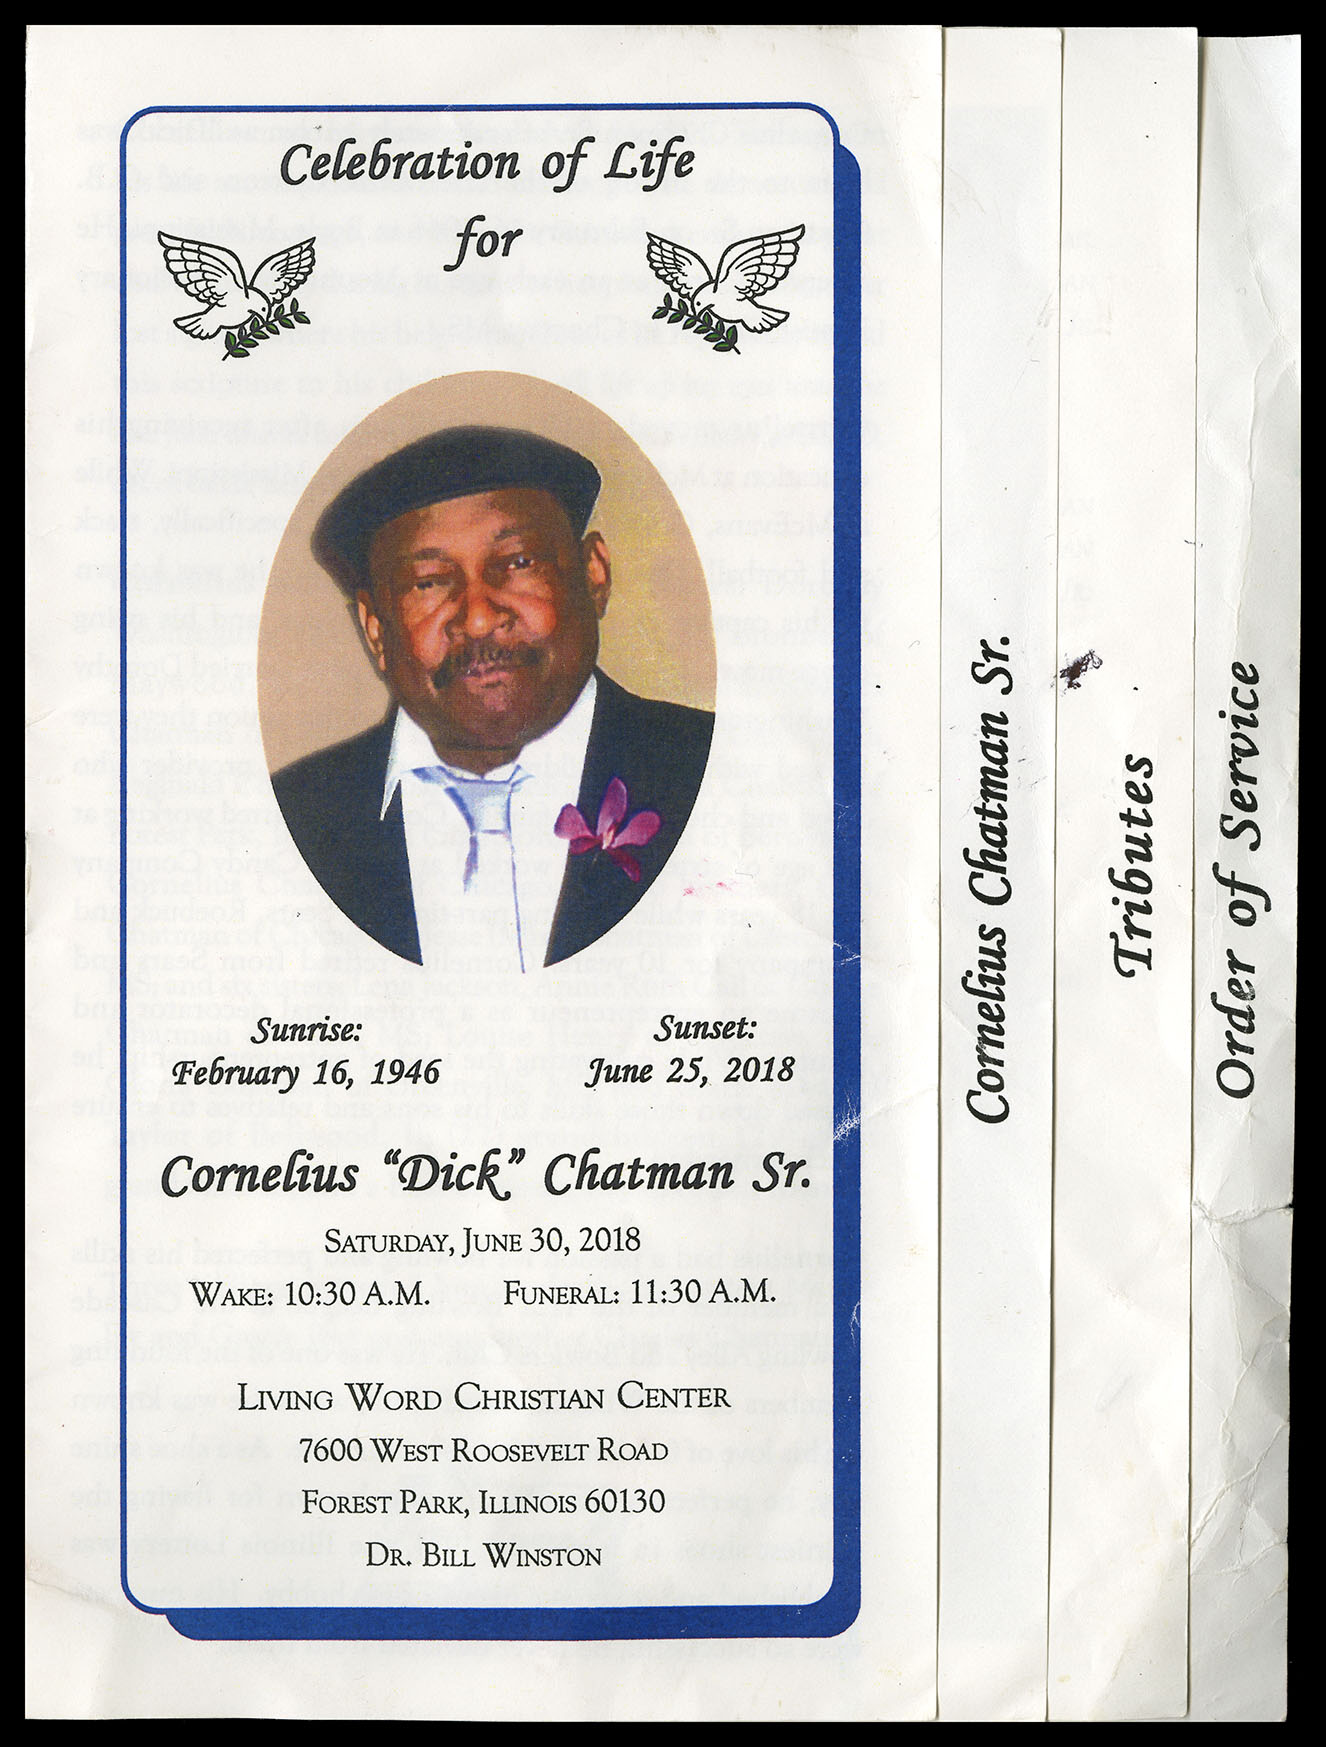 Celebration of Life
for
Sunrise:
February 16, 1946
Sunset:
June 25, 2018
Cornelius “Dick” Chatman Sr.
Saturday, June 30, 2018
Wake: 10:30 A.M. Funeral: 11:30 A.M.
Living Word Christian Center
7600 West Roosevelt Road
Forest Park, Illinois 60130
Dr. Bill Winston
Cornelius Chatman Sr.
Tributes
Order of Service